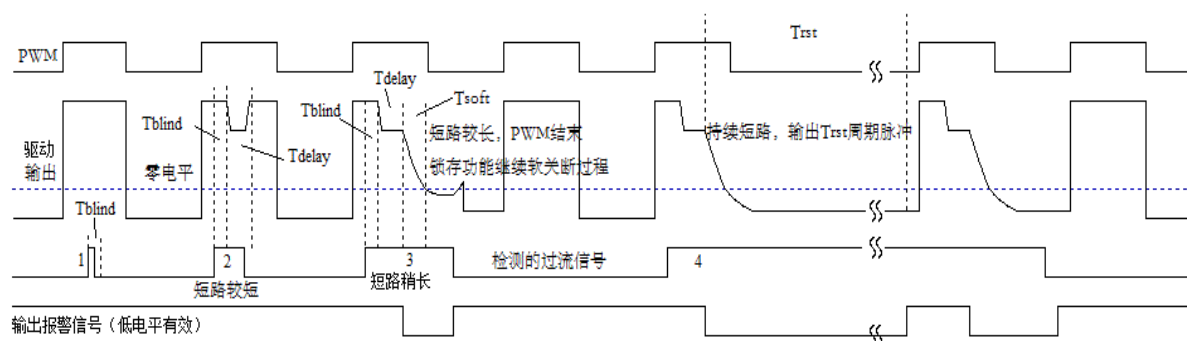 PWM
Trst
Tdelay
Tsoft
Tblind
Tblind
短路较长，PWM结束
持续短路，输出Trst周期脉冲
驱动
输出
零电平
Tdelay
锁存功能继续软关断过程
Tblind
1
2
3
检测的过流信号
4
短路较短
短路稍长
输出报警信号（低电平有效）